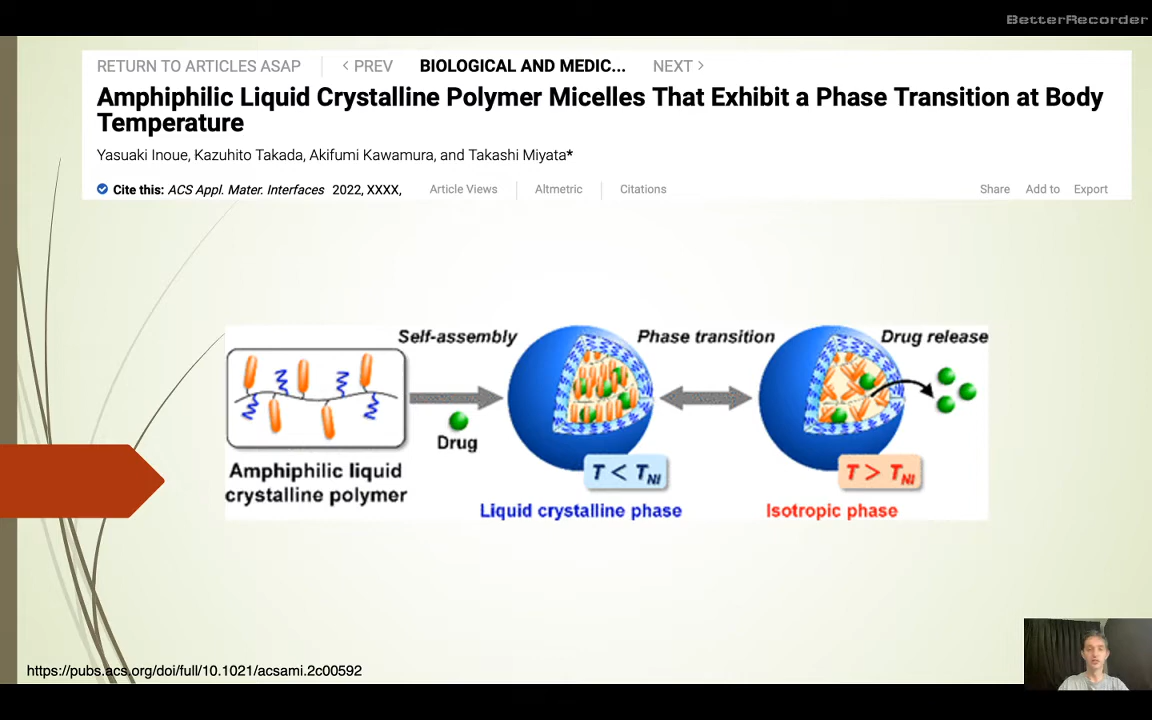 BetterRecorder
RETURN TO ARTICLES ASAP
< PREV
BIOLOGICAL AND MEDIC...
NEXT >
Amphiphilic Liquid Crystalline Polymer Micelles That Exhibit a Phase Transition at Body
Temperature
Yasuaki Inoue, Kazuhito Takada, Akifumi Kawamura, and Takashi Miyata*
Cite this: ACS Appl. Mater. Interfaces 2022, XXXX,
Article Views
Altmetric
Citations
Share
Add to
Export
Self-assembly
Phase transition
Drug release
Drug
Amphiphilic liquid
crystalline polymer
T < TNI
T > TNI
Liquid crystalline phase
Isotropic phase
https://pubs.acs.org/doi/full/10.1021/acsami.2c00592